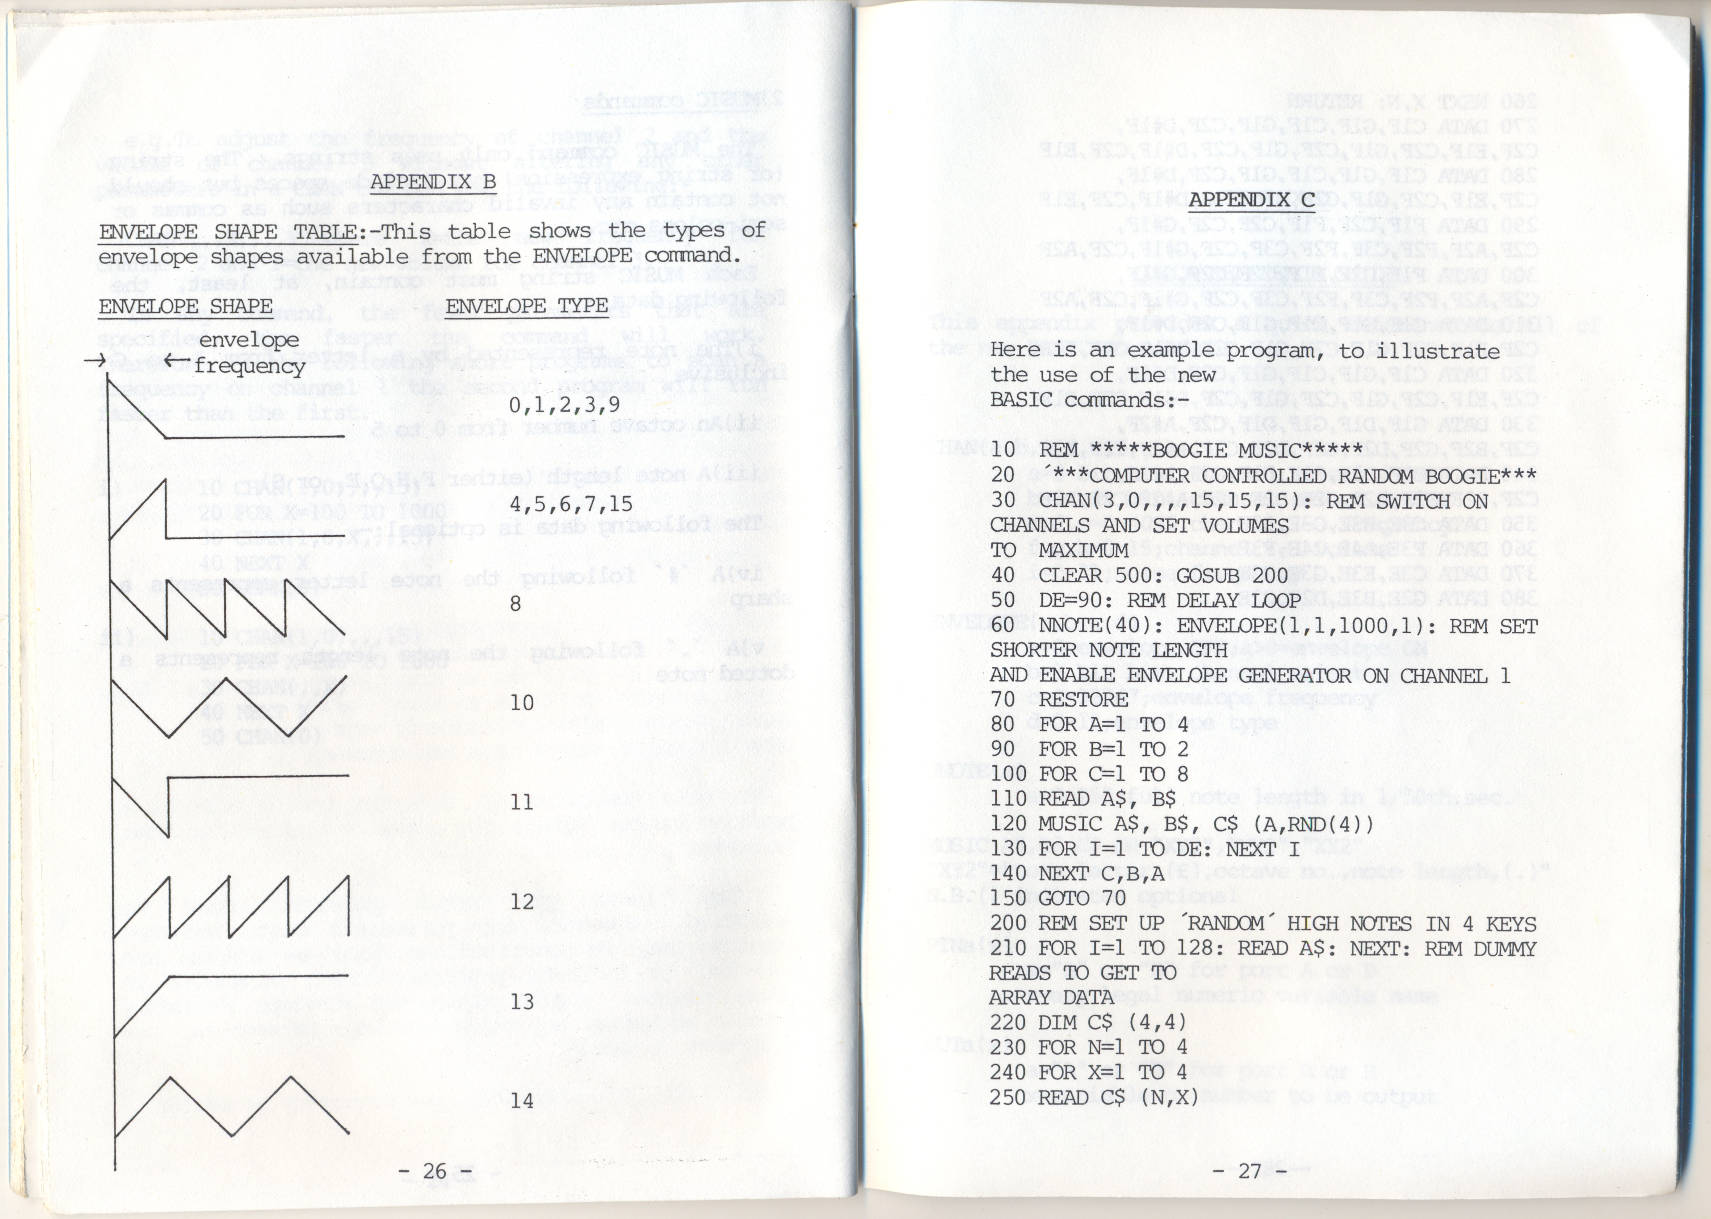 APPENDIX B
ENVELOPE SHAPE TABLE:-This table shows the types of
envelope shapes available from the ENVELOPE command.
ENVELOPE SHAPE ENVELOPE TYPE
→ ← envelope
frequency
0,1,2,3,9
4,5,6,7,15
8
10
11
12
13
14
- 26 -
APPENDIX C
Here is an example program, to illustrate
the use of the new
BASIC commands:-
10 REM *****BOOGIE MUSIC*****
20 ´***COMPUTER CONTROLLED RANDOM BOOGIE***
30 CHAN(3,0,,,,15,15,15): REM SWITCH ON
CHANNELS AND SET VOLUMES
TO MAXIMUM
40 CLEAR 500: GOSUB 200
50 DE=90: REM DELAY LOOP
60 NNOTE(40): ENVELOPE(1,1,1000,1): REM SET
SHORTER NOTE LENGTH
AND ENABLE ENVELOPE GENERATOR ON CHANNEL 1
70 RESTORE
80 FOR A=1 TO 4
90 FOR B=1 TO 2
100 FOR C=1 TO 8
110 READ A$, B$
120 MUSIC A$, B$, C$ (A,RND(4))
130 FOR I=1 TO DE: NEXT I
140 NEXT C,B,A
150 GOTO 70
200 REM SET UP ´RANDOM´ HIGH NOTES IN 4 KEYS
210 FOR I=1 TO 128: READ A$: NEXT: REM DUMMY
READS TO GET TO
ARRAY DATA
220 DIM C$ (4,4)
230 FOR N=1 TO 4
240 FOR X=1 TO 4
250 READ C$ (N,X)
- 27 -